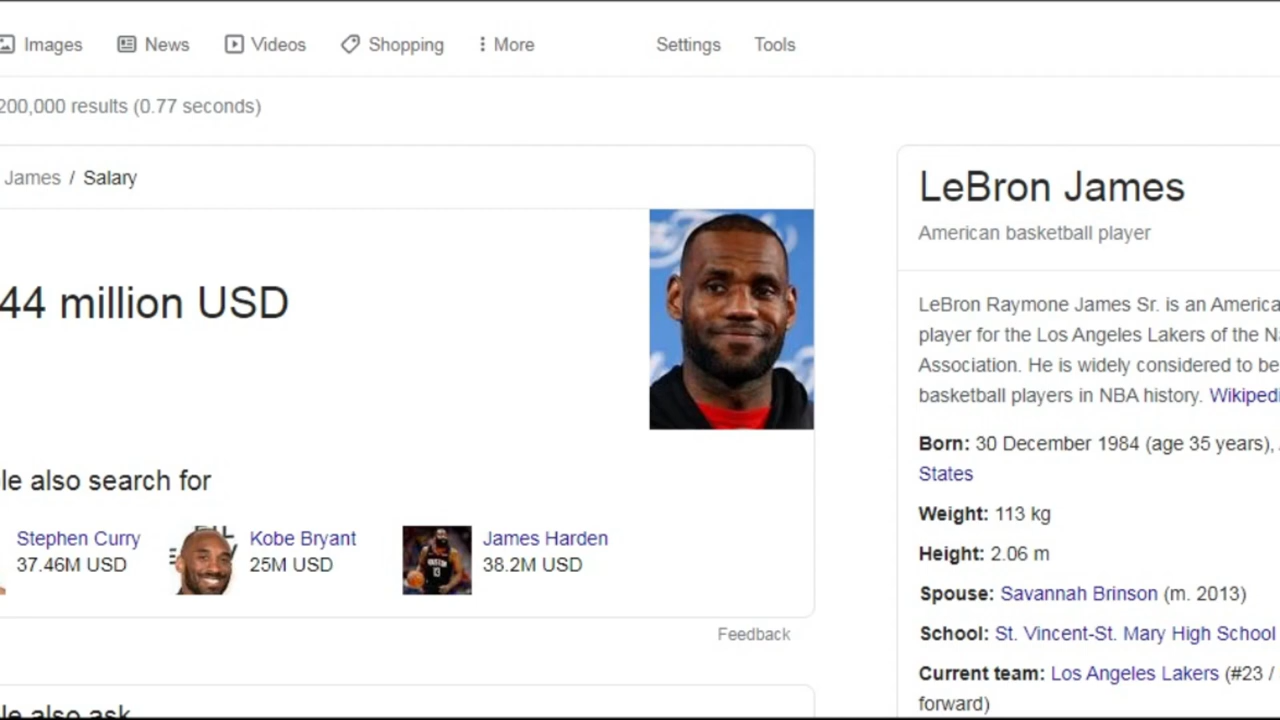 Images News Videos Shopping More Settings Tools
200,000 results (0.77 seconds)
James / Salary
44 million USD
le also search for
Stephen Curry
37.46M USD
Kobe Bryant
25M USD
James Harden
38.2M USD
Feedback
le also ask
LeBron James
American basketball player
LeBron Raymone James Sr. is an America
player for the Los Angeles Lakers of the Na
Association. He is widely considered to be
basketball players in NBA history. Wikipedi
Born: 30 December 1984 (age 35 years),
States
Weight: 113 kg
Height: 2.06 m
Spouse: Savannah Brinson (m. 2013)
School: St. Vincent-St. Mary High School
Current team: Los Angeles Lakers (#23 /
forward)